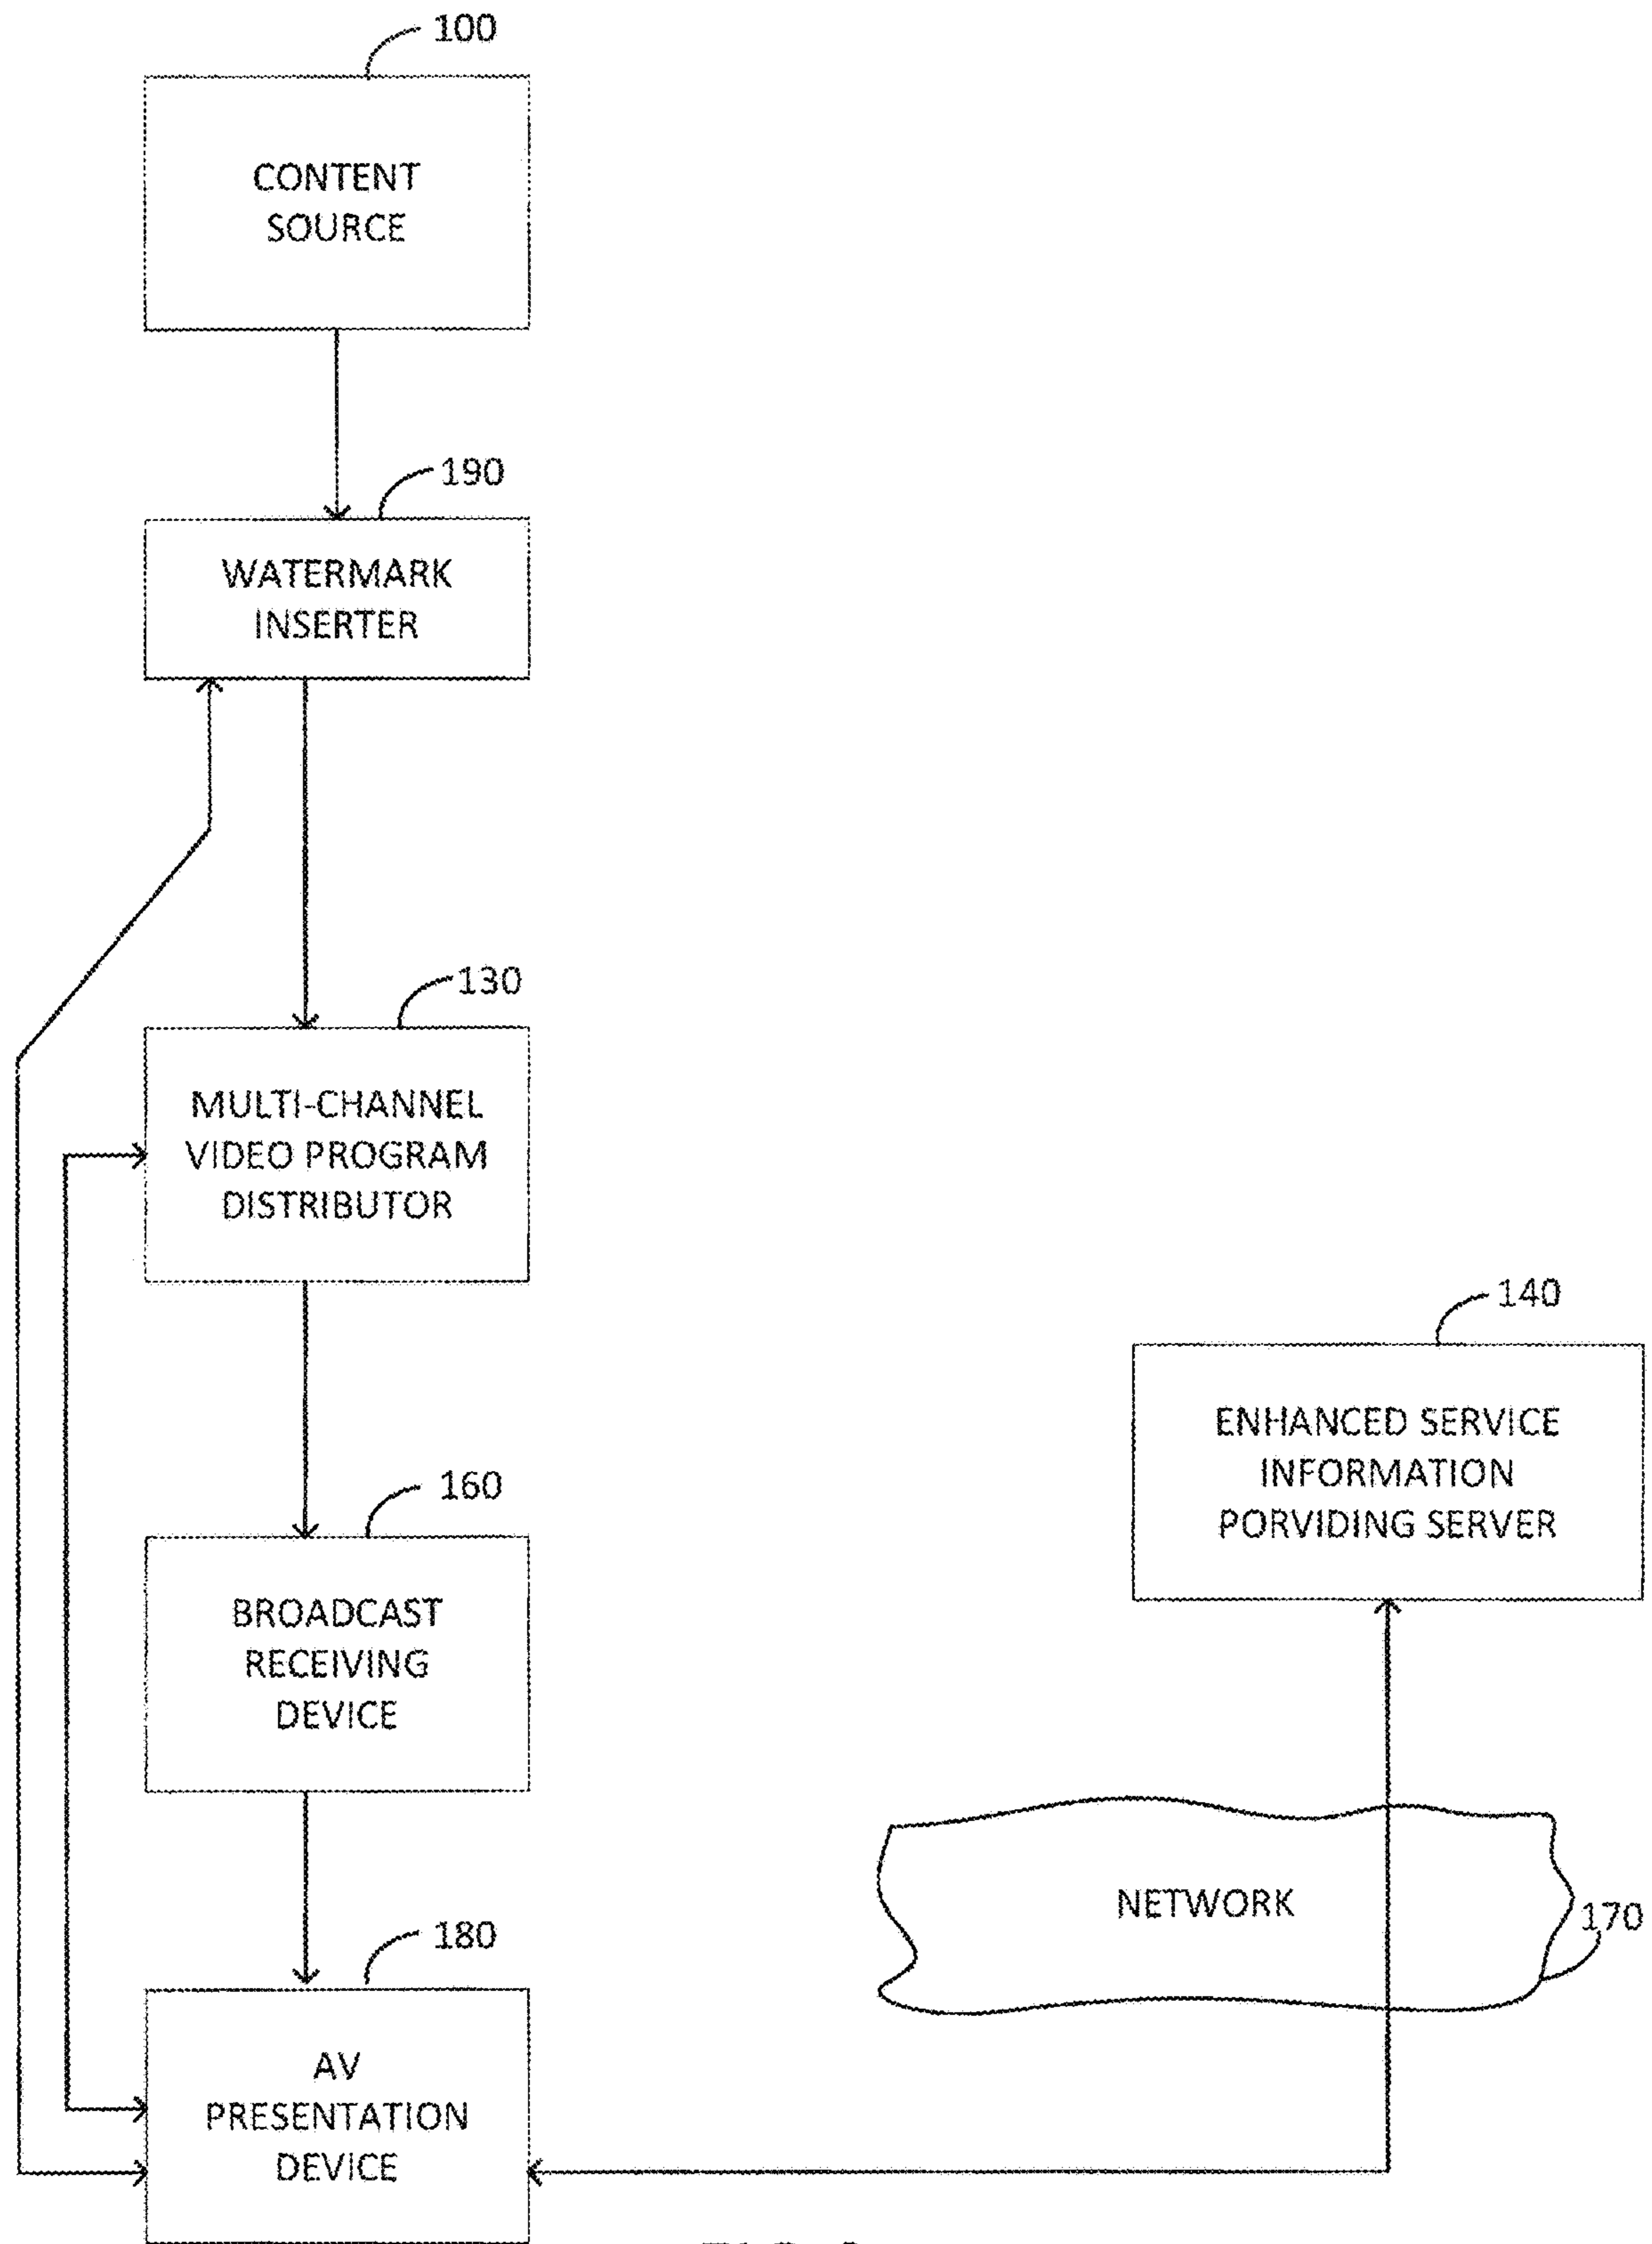 100
CONTENT
SOURCE
190
WATERMARK
INSERTER
130
MULTI-CHANNEL
VIDEO PROGRAM
DISTRIBUTOR
140
ENHANCED SERVICE
INFORMATION
PORVIDING SERVER
160
BROADCAST
RECEIVING
DEVICE
NETWORK
170
180
AV
PRESENTATION
DEVICE